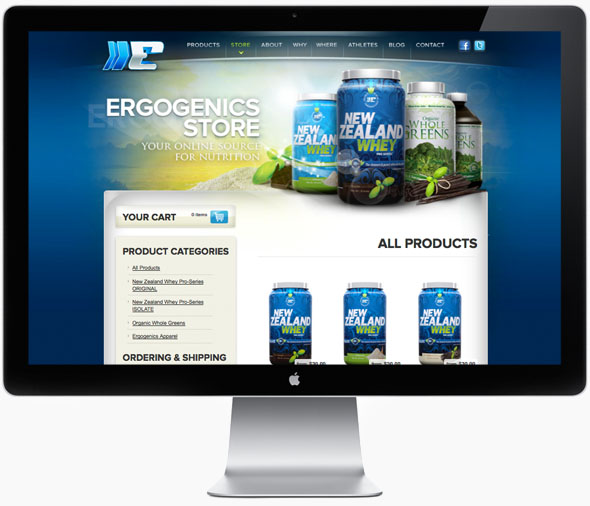 PRODUCTS STORE ABOUT WHY WHERE ATHLETES BLOG CONTACT
ERGOGENICS
STORE
YOUR ONLINE SOURCE
FOR NUTRITION
NEW
ZEALAND
WHEY
NEW
ZEALAND
WHEY
Organic
WHOLE
GREENS
YOUR CART
0 items
ALL PRODUCTS
PRODUCT CATEGORIES
All Products
New Zealand Whey Pro-Series
ORIGINAL
New Zealand Whey Pro-Series
ISOLATE
Organic Whole Greens
Ergogenics Apparel
ORDERING & SHIPPING
NEW
ZEALAND
WHEY
NEW
ZEALAND
WHEY
NEW
ZEALAND
WHEY